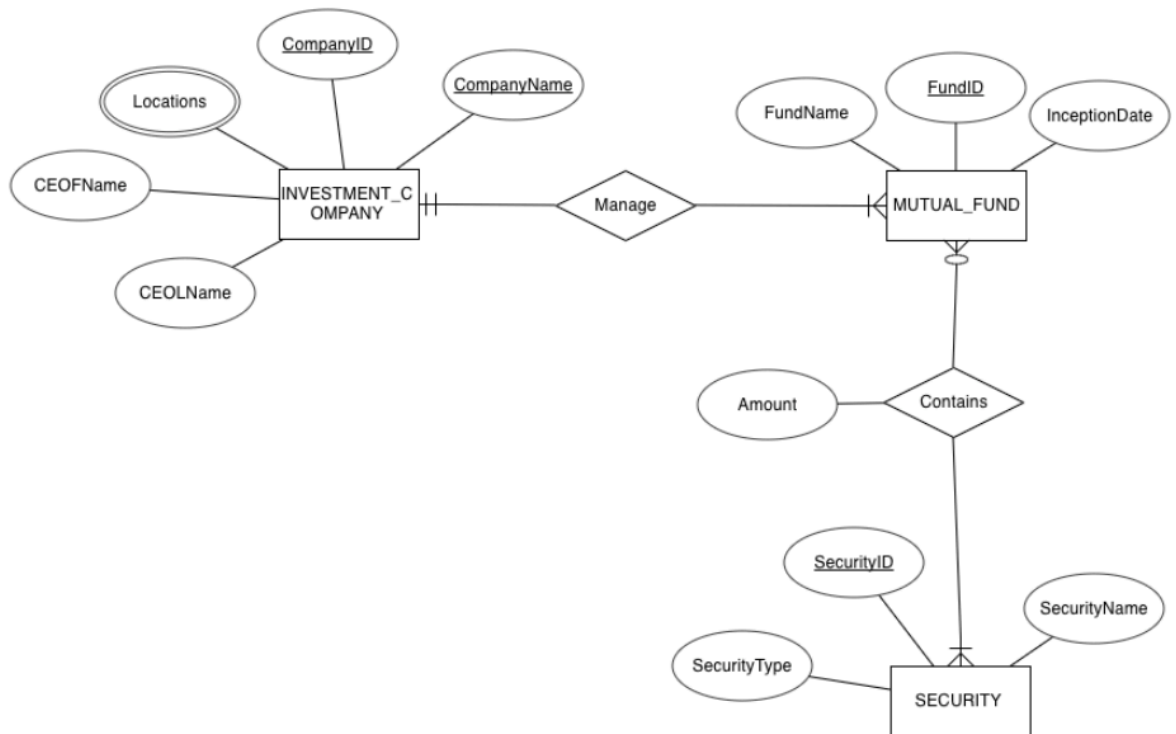 CompanyID
CompanyName
Locations
FundID
FundName
InceptionDate
CEOFName
INVESTMENT_C
OMPANY
Manage
MUTUAL_FUND
CEOLName
Amount
Contains
SecurityID
SecurityName
SecurityType
SECURITY